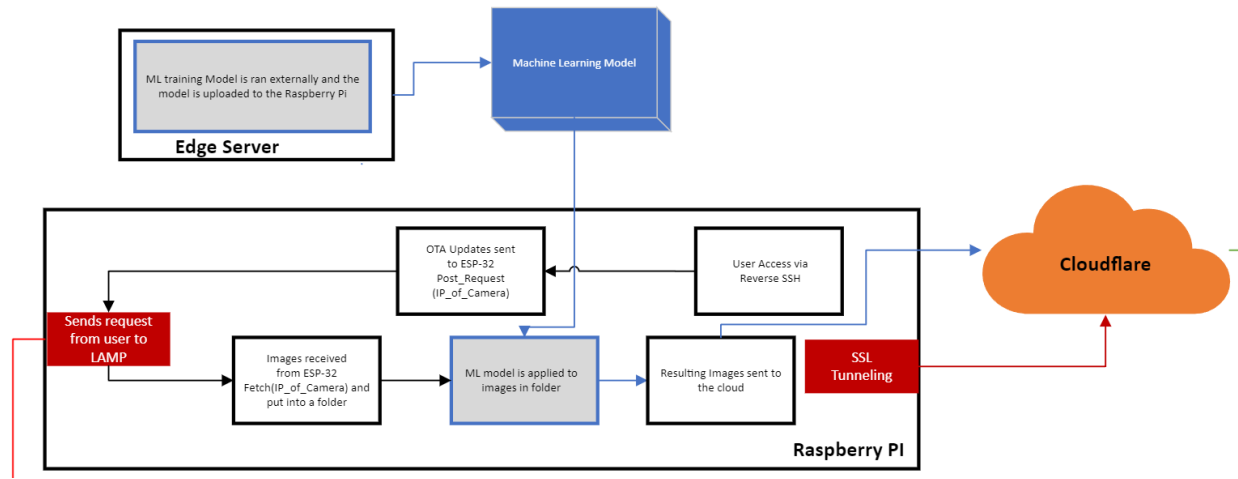 ML training Model is ran externally and the
model is uploaded to the Raspberry Pi
Edge Server
Machine Learning Model
OTA Updates sent
to ESP-32
Post_Request
(IP_of_Camera)
User Access via
Reverse SSH
Cloudflare
Sends request
from user to
LAMP
Images received
from ESP-32
Fetch(IP_of_Camera) and
put into a folder
ML model is applied to
images in folder
Resulting Images sent to
the cloud
SSL
Tunneling
Raspberry PI